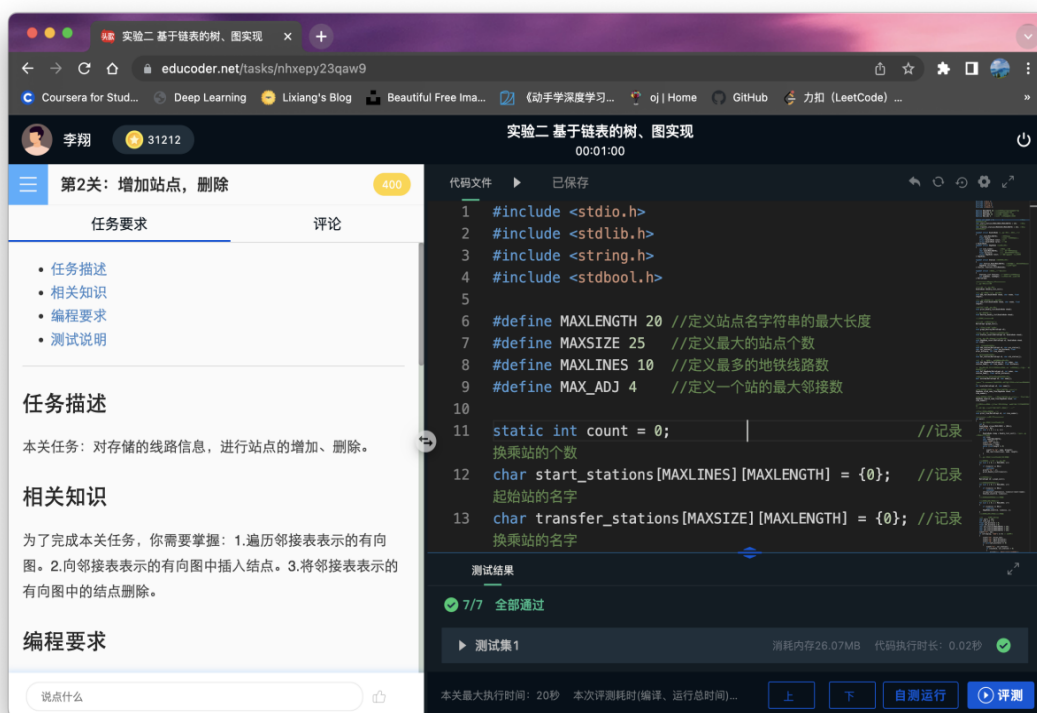 实验二 基于链表的树、图实现
educoder.net/tasks/nhxepy23qaw9
Coursera for Stud... Deep Learning Lixiang's Blog Beautiful Free Ima... 《动手学深度学习... oj | Home GitHub 力扣（LeetCode）... »
李翔 31212
实验二 基于链表的树、图实现
00:01:00
第2关：增加站点，删除 400
任务要求 评论
任务描述
相关知识
编程要求
测试说明
任务描述
本关任务：对存储的线路信息，进行站点的增加、删除。
相关知识
为了完成本关任务，你需要掌握：1.遍历邻接表表示的有向
图。2.向邻接表表示的有向图中插入结点。3.将邻接表表示的
有向图中的结点删除。
编程要求
说点什么
代码文件 已保存
1 #include <stdio.h>
2 #include <stdlib.h>
3 #include <string.h>
4 #include <stdbool.h>
5
6 #define MAXLENGTH 20 //定义站点名字符串的最大长度
7 #define MAXSIZE 25 //定义最大的站点个数
8 #define MAXLINES 10 //定义最多的地铁线路数
9 #define MAX_ADJ 4 //定义一个站的最大邻接数
10
11 static int count = 0; //记录
换乘站的个数
12 char start_stations[MAXLINES][MAXLENGTH] = {0}; //记录
起始站的名字
13 char transfer_stations[MAXSIZE][MAXLENGTH] = {0}; //记录
换乘站的名字
测试结果
7/7 全部通过
测试集1 消耗内存26.07MB 代码执行时长：0.02秒
本关最大执行时间：20秒 本次评测耗时(编译、运行总时间)... 上 下 自测运行 评测